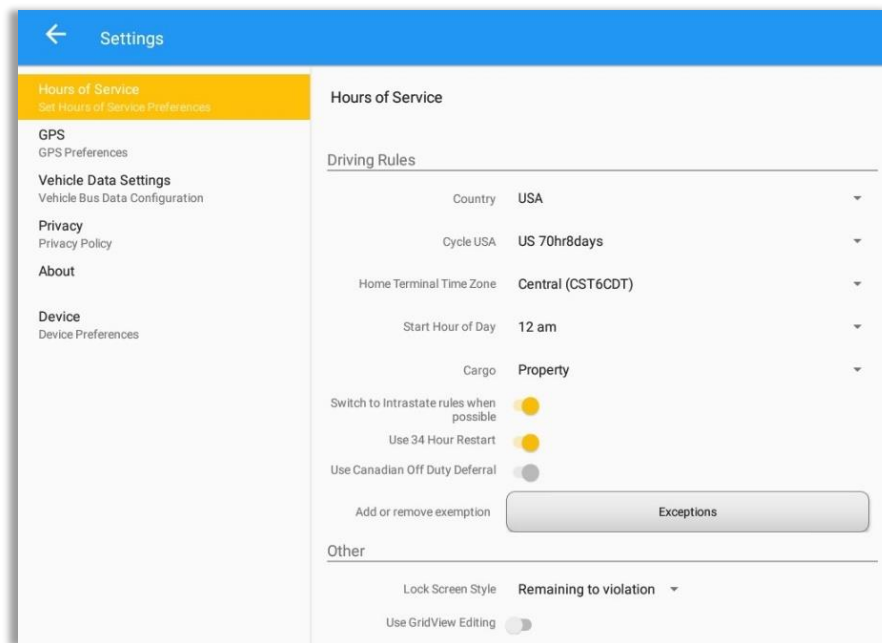 Settings
Hours of Service
Set Hours of Service Preferences
GPS
GPS Preferences
Vehicle Data Settings
Vehicle Bus Data Configuration
Privacy
Privacy Policy
About
Device
Device Preferences
Hours of Service
Driving Rules
Country USA
Cycle USA US 70hr8days
Home Terminal Time Zone Central (CST6CDT)
Start Hour of Day 12 am
Cargo Property
Switch to Intrastate rules when
possible
Use 34 Hour Restart
Use Canadian Off Duty Deferral
Add or remove exemption Exceptions
Other
Lock Screen Style Remaining to violation
Use GridView Editing